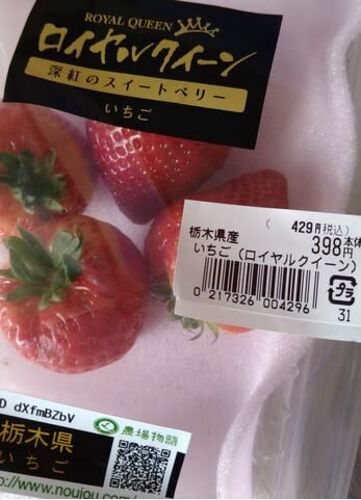 ROYAL QUEEN
ロイヤルクイーン
深紅のスイートベリー
いちご
( 429円税込)
栃木県産 398円 本体
いちご (ロイヤルクイーン)
0 217326 004296
プラ
31
D dXfmBZbV
農場物語
栃木県
いちご
http://www.noujou.com/